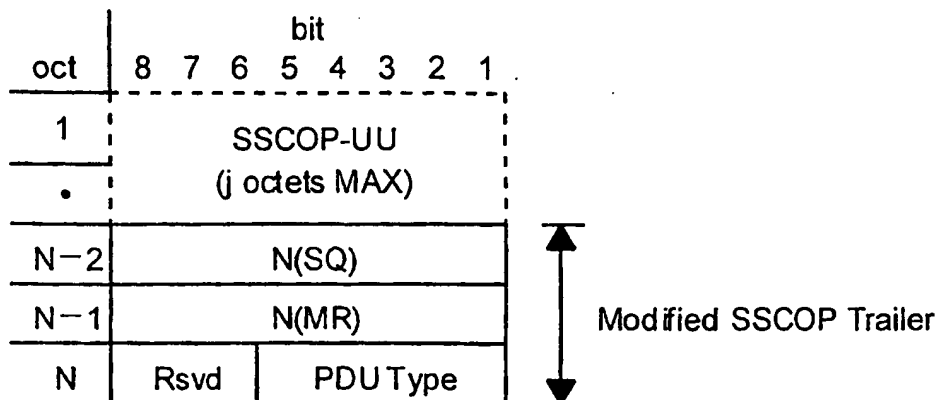 bit
oct 8 7 6 5 4 3 2 1
1 SSCOP-UU
• (j octets MAX)
N-2 N(SQ)
N-1 N(MR) Modified SSCOP Trailer
N Rsvd PDU Type